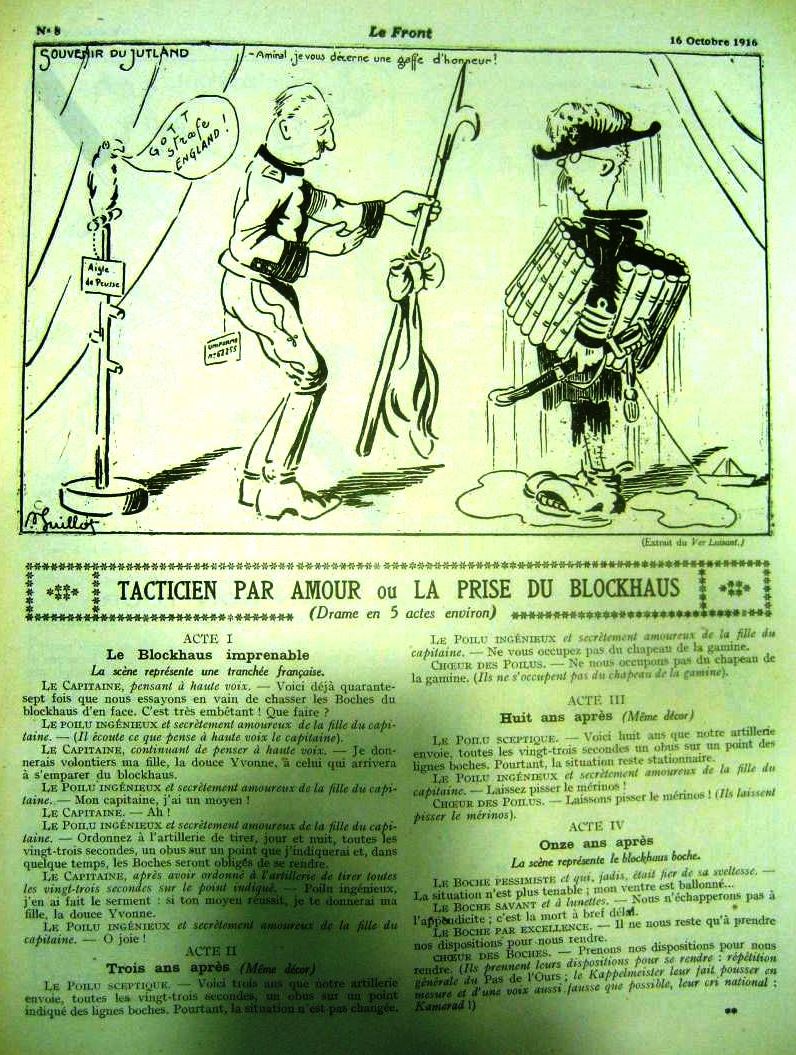 N° 8
Le Front
16 Octobre 1916
SOUVENIR DU JUTLAND
- Amiral, je vous décerne une gaffe d'honneur!
GOTT
strafe
ENGLAND!
Aigle
de Prusse
UNIFORME
n° 62255
Guillot
(Extrait du Ver Luisant.)
TACTICIEN PAR AMOUR ou LA PRISE DU BLOCKHAUS
(Drame en 5 actes environ)
ACTE I
Le Blockhaus imprenable
La scène représente une tranchée française.
LE CAPITAINE, pensant à haute voix. — Voici déjà quarante-
sept fois que nous essayons en vain de chasser les Boches du
blockhaus d'en face. C'est très embêtant ! Que faire ?
LE POILU INGÉNIEUX et secrètement amoureux de la fille du capi-
taine. — (Il écoute ce que pense à haute voix le capitaine).
LE CAPITAINE, continuant de penser à haute voix. — Je don-
nerais volontiers ma fille, la douce Yvonne, à celui qui arrivera
à s'emparer du blockhaus.
LE POILU INGÉNIEUX et secrètement amoureux de la fille du capi-
taine. — Mon capitaine, j'ai un moyen !
LE CAPITAINE. — Ah !
LE POILU INGÉNIEUX et secrètement amoureux de la fille du capi-
taine. — Ordonnez à l'artillerie de tirer, jour et nuit, toutes les
vingt-trois secondes, un obus sur un point que j'indiquerai et, dans
quelque temps, les Boches seront obligés de se rendre.
LE CAPITAINE, après avoir ordonné à l'artillerie de tirer toutes
les vingt-trois secondes sur le point indiqué. — Poilu ingénieux,
j'en ai fait le serment : si ton moyen réussit, je te donnerai ma
fille, la douce Yvonne.
LE POILU INGÉNIEUX et secrètement amoureux de la fille du
capitaine. — O joie !
ACTE II
Trois ans après (Même décor)
LE POILU SCEPTIQUE. — Voici trois ans que notre artillerie
envoie, toutes les vingt-trois secondes, un obus sur un point
indiqué des lignes boches. Pourtant, la situation n'est pas changée.
LE POILU INGÉNIEUX et secrètement amoureux de la fille du
capitaine. — Ne vous occupez pas du chapeau de la gamine.
CHŒUR DES POILUS. — Ne nous occupons pas du chapeau de
la gamine. (Ils ne s'occupent pas du chapeau de la gamine).
ACTE III
Huit ans après (Même décor)
LE POILU SCEPTIQUE. — Voici huit ans que notre artillerie
envoie, toutes les vingt-trois secondes un obus sur un point des
lignes boches. Pourtant, la situation reste stationnaire.
LE POILU INGÉNIEUX et secrètement amoureux de la fille du
capitaine. — Laissez pisser le mérinos !
CHŒUR DES POILUS. — Laissons pisser le mérinos ! (Ils laissent
pisser le mérinos).
ACTE IV
Onze ans après
La scène représente le blockhaus boche.
LE BOCHE PESSIMISTE et qui, jadis, était fier de sa sveltesse. —
La situation n'est plus tenable ; mon ventre est ballonné...
LE BOCHE SAVANT et à lunettes. — Nous n'échapperons pas à
l'appendicite ; c'est la mort à bref délai.
LE BOCHE PAR EXCELLENCE. — Il ne nous reste qu'à prendre
nos dispositions pour nous rendre.
CHŒUR DES BOCHES. — Prenons nos dispositions pour nous
rendre. (Ils prennent leurs dispositions pour se rendre : répétition
générale du Pas de l'Ours ; le Kappelmeister leur fait pousser en
mesure et d'une voix aussi fausse que possible, leur cri national :
Kamerad !)